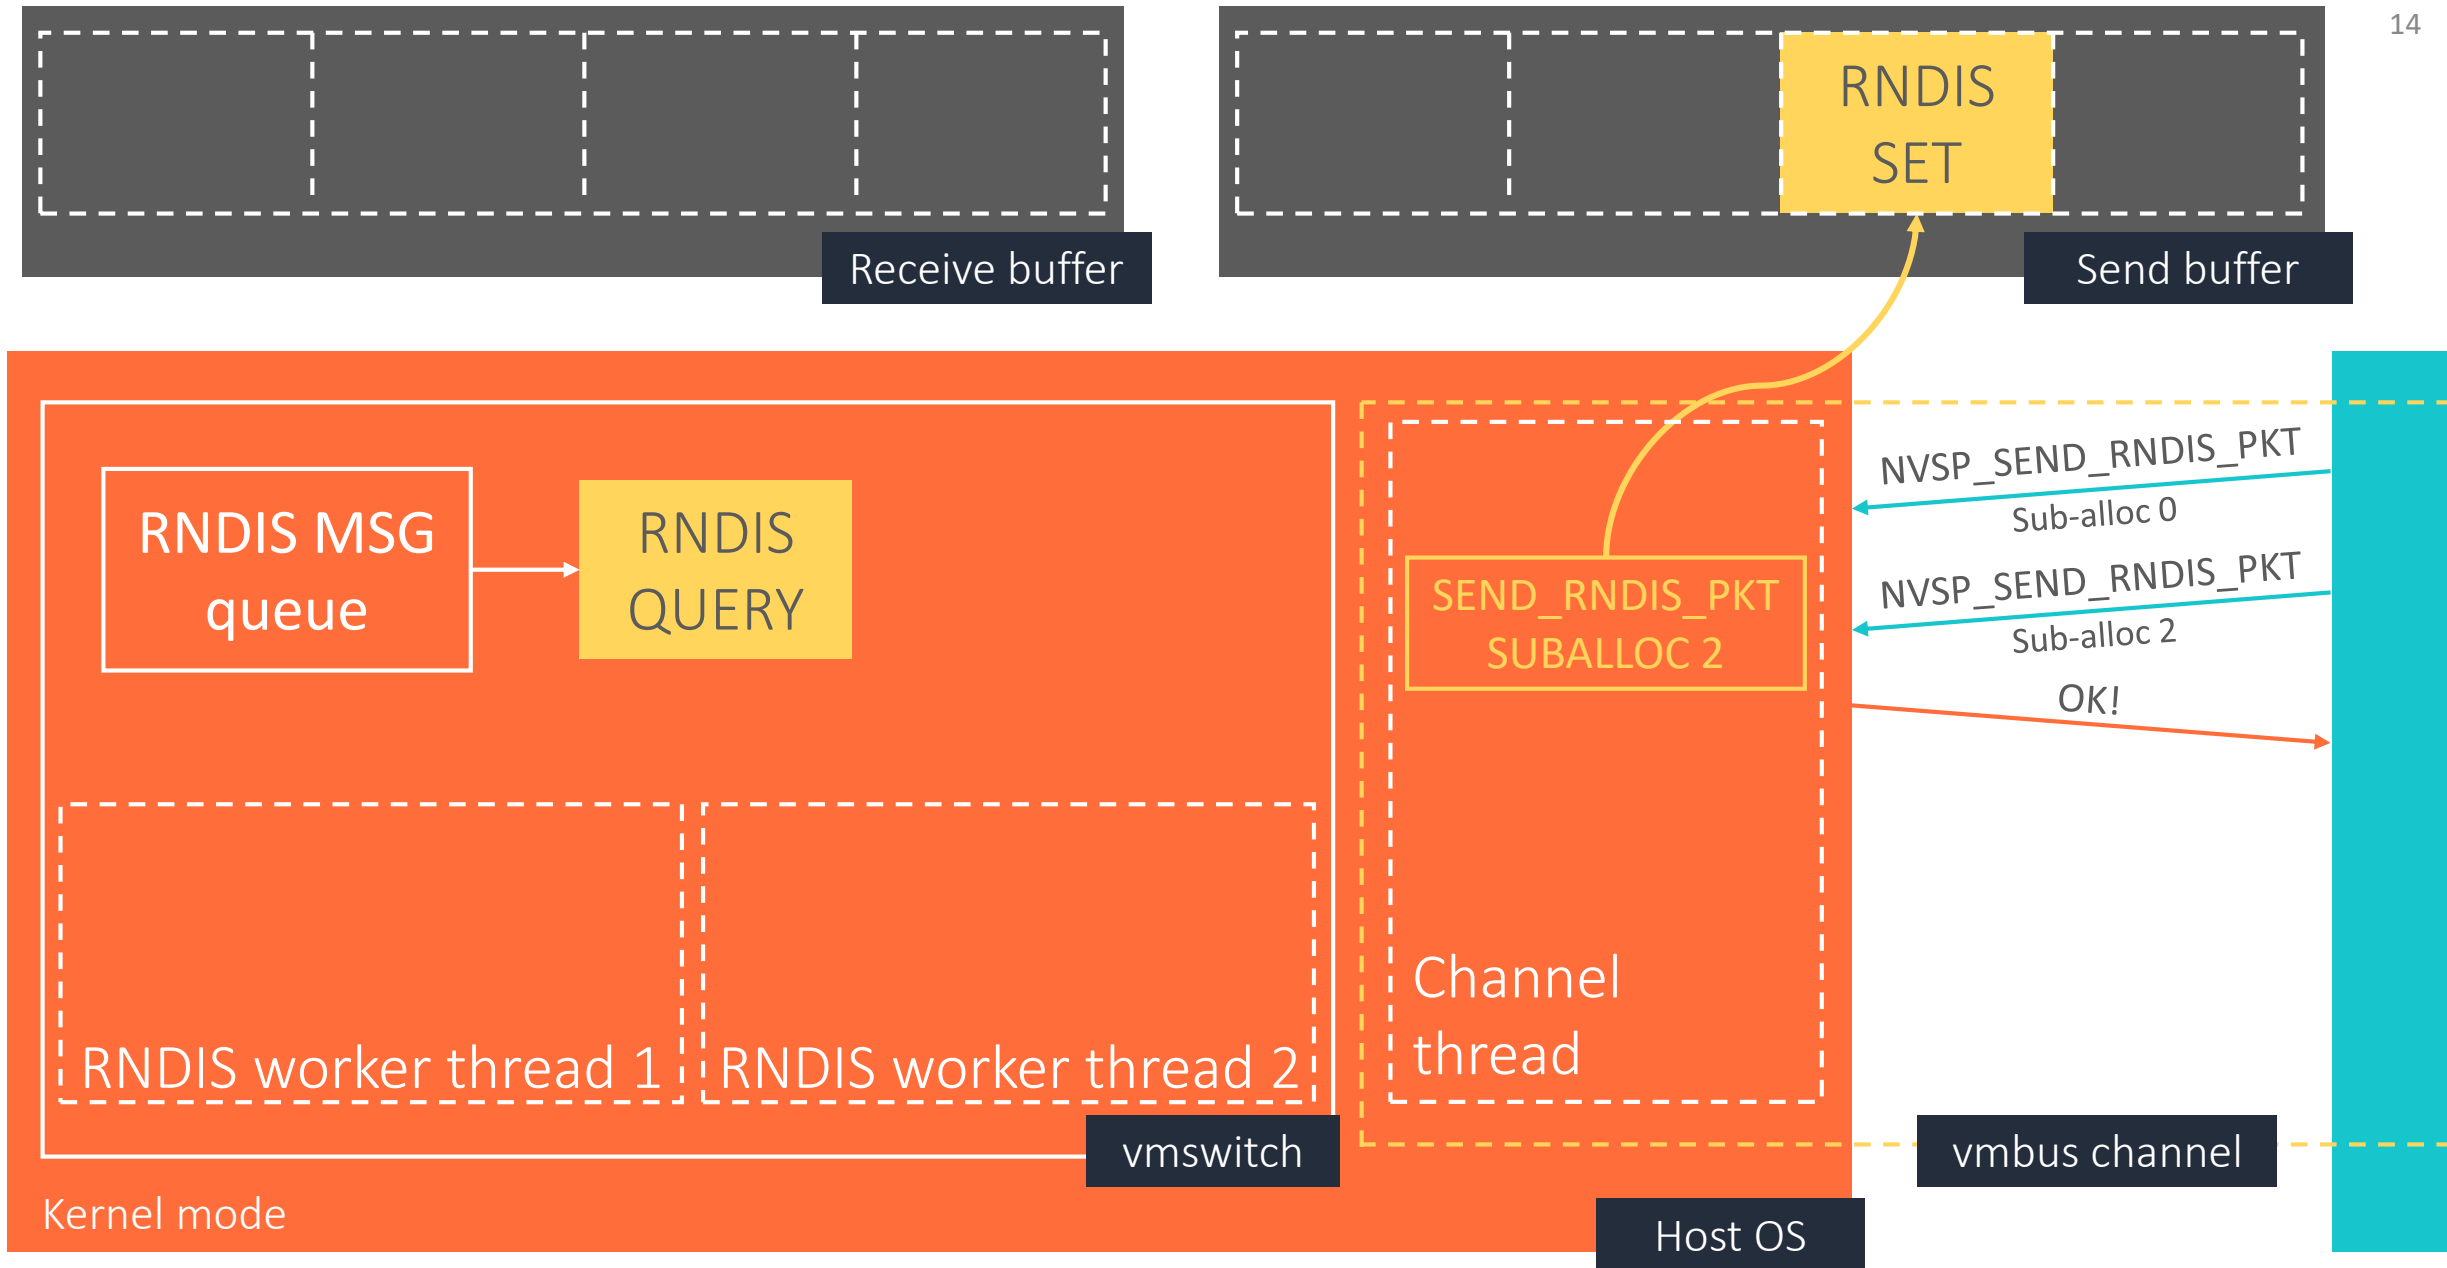 14
RNDIS
SET
Receive buffer
Send buffer
RNDIS MSG
queue
RNDIS
QUERY
SEND_RNDIS_PKT
SUBALLOC 2
NVSP_SEND_RNDIS_PKT
Sub-alloc 0
NVSP_SEND_RNDIS_PKT
Sub-alloc 2
OK!
Channel
thread
RNDIS worker thread 1
RNDIS worker thread 2
vmswitch
vmbus channel
Kernel mode
Host OS